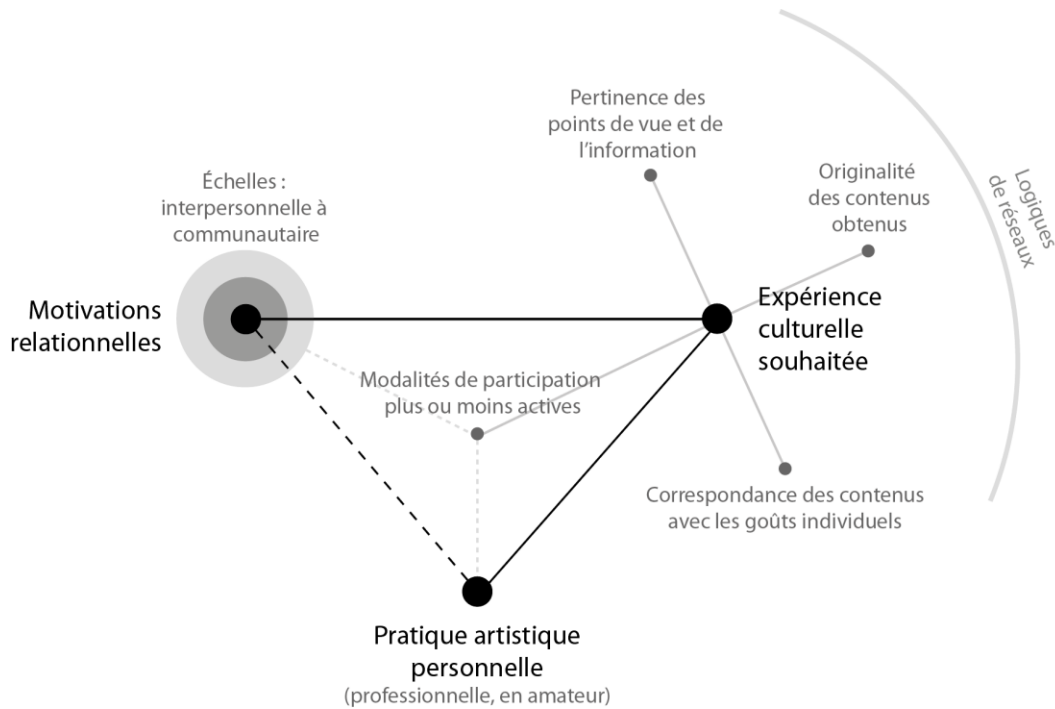 Pertinence des
points de vue et de
l'information
Originalité
des contenus
obtenus
Logiques
de réseaux
Échelles :
interpersonnelle à
communautaire
Motivations
relationnelles
Expérience
culturelle
souhaitée
Modalités de participation
plus ou moins actives
Correspondance des contenus
avec les goûts individuels
Pratique artistique
personnelle
(professionnelle, en amateur)